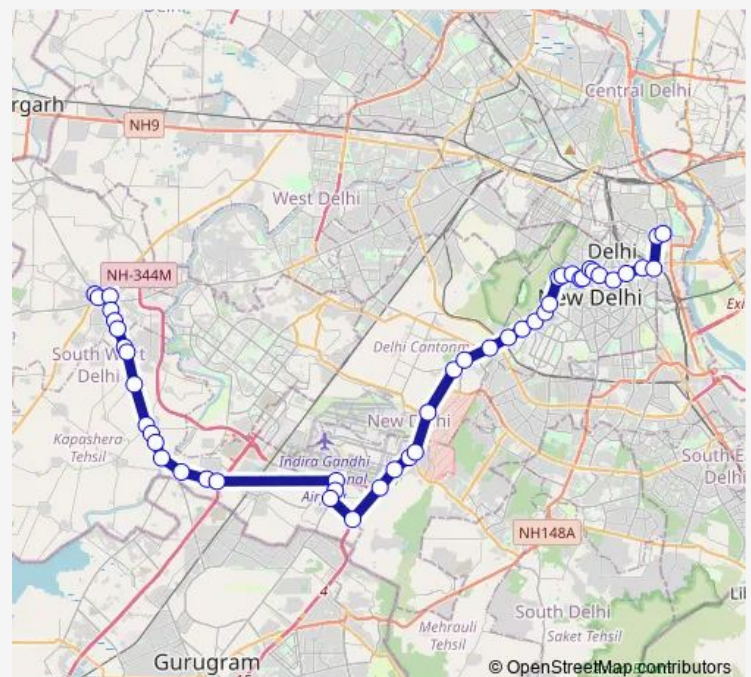 Central Delhi
rgarh
NH9
West Delhi
Delhi
NH-344M
New Delhi
South West
Delhi
Delhi Cantonm
New Delhi
Kapashera
Tehsil
Indira Gandhi
South E
Delhi
NH148A
4
South Delhi
Mehrauli
Tehsil
Saket Tehsil
Gurugram
© OpenStreetMap contributors